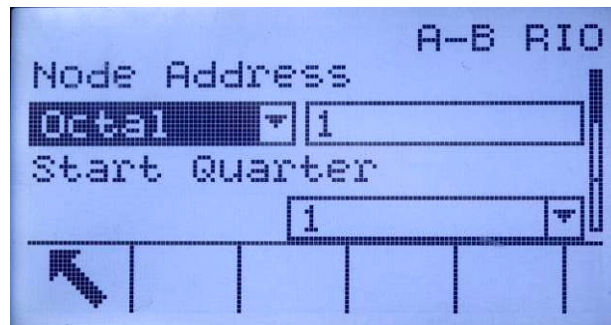 A-B RIO
Node Address
Octal 1
Start Quarter
1